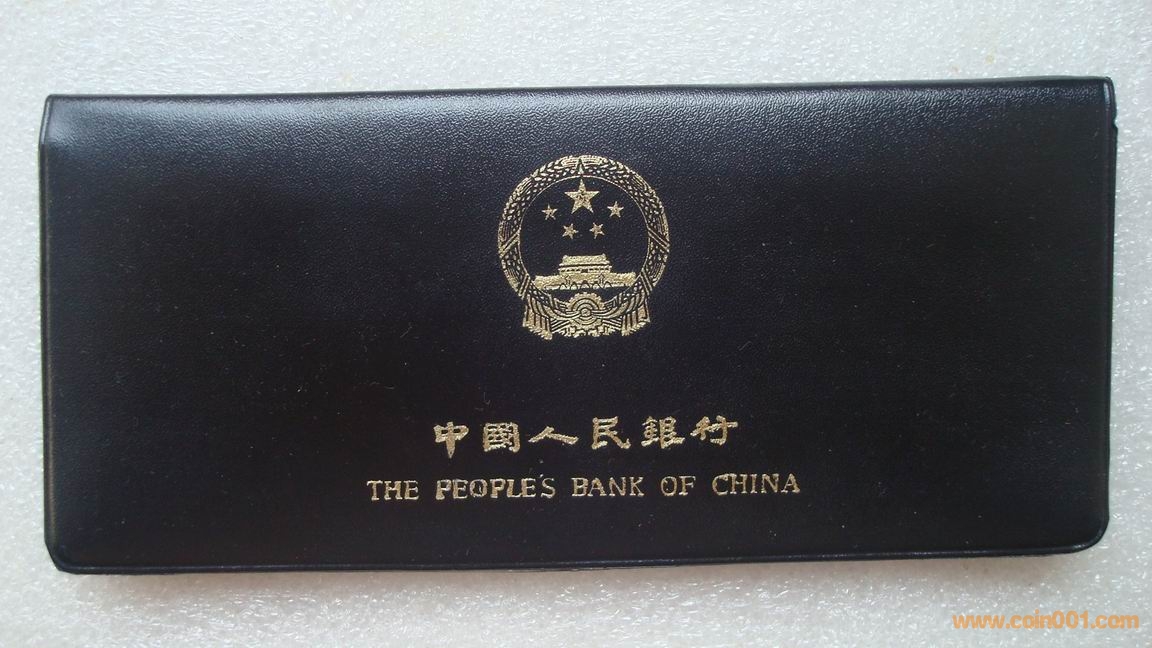 中國人民銀行
THE PEOPLE'S BANK OF CHINA
www.coin001.com